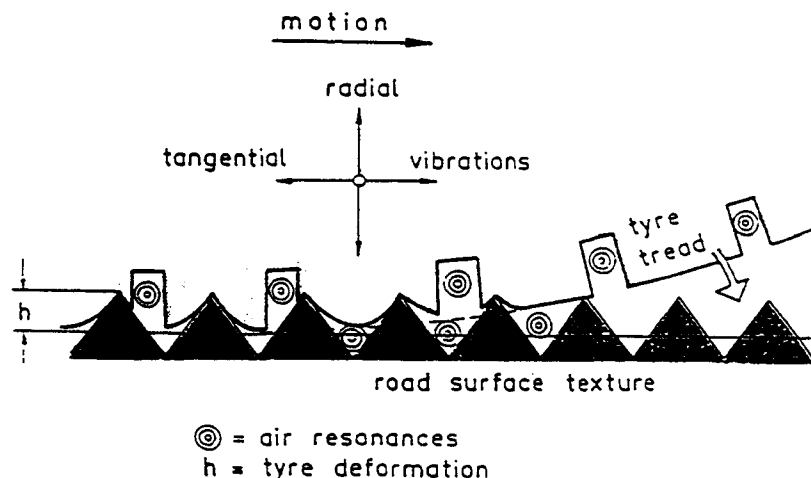 motion
radial
tangential vibrations
tyre
tread
h
road surface texture
= air resonances
h = tyre deformation